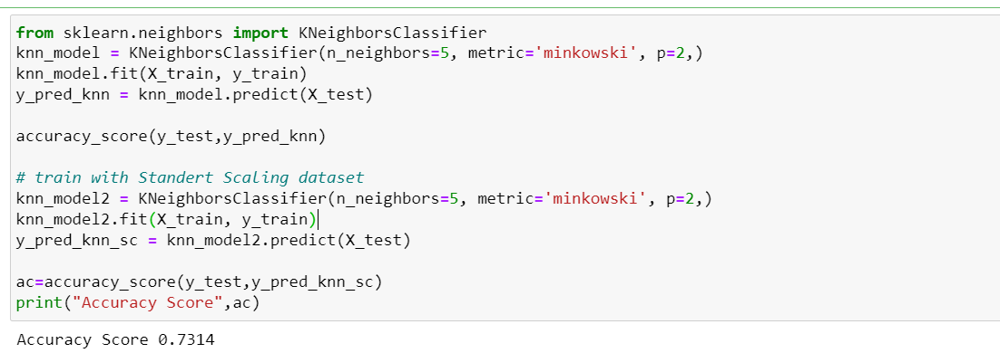 from sklearn.neighbors import KNeighborsClassifier
knn_model = KNeighborsClassifier(n_neighbors=5, metric='minkowski', p=2,)
knn_model.fit(X_train, y_train)
y_pred_knn = knn_model.predict(X_test)
accuracy_score(y_test,y_pred_knn)
# train with Standert Scaling dataset
knn_model2 = KNeighborsClassifier(n_neighbors=5, metric='minkowski', p=2,)
knn_model2.fit(X_train, y_train)
y_pred_knn_sc = knn_model2.predict(X_test)
ac=accuracy_score(y_test,y_pred_knn_sc)
print("Accuracy Score",ac)
Accuracy Score 0.7314